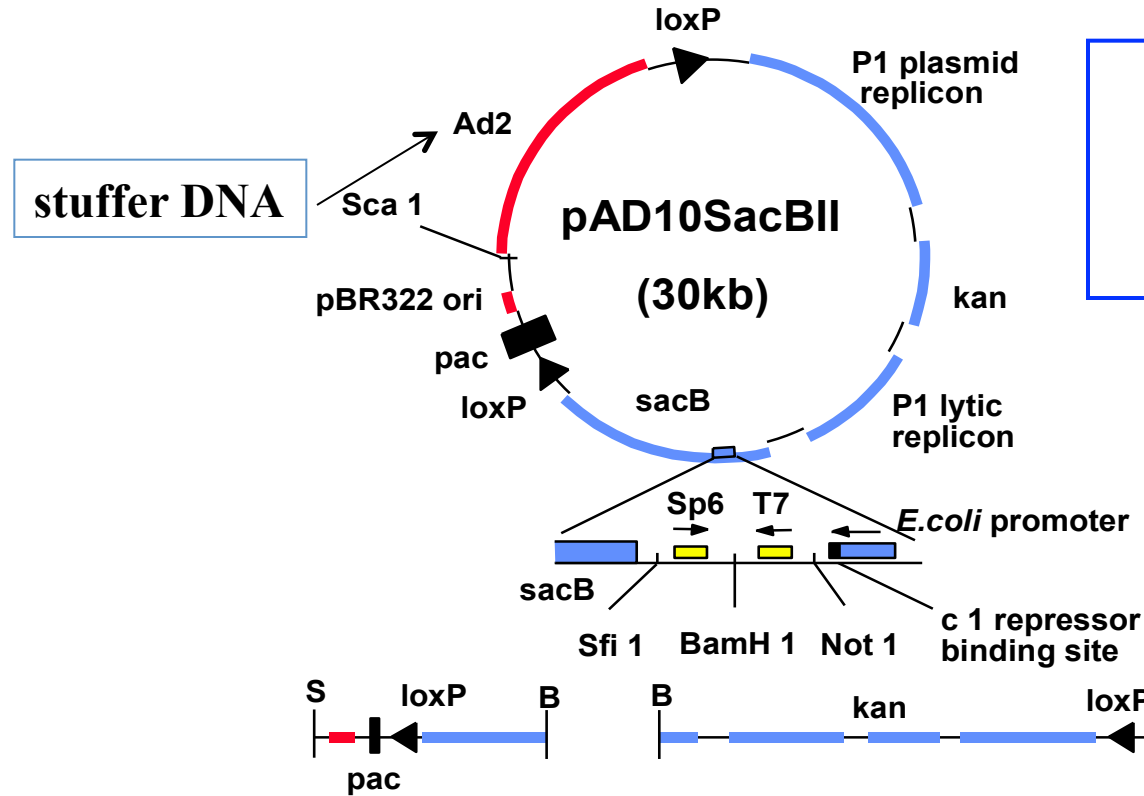 loxP
P1 plasmid
replicon
Ad2
stuffer DNA
Sca 1
pAD10SacBII
(30kb)
pBR322 ori
kan
pac
loxP
sacB
P1 lytic
replicon
Sp6 T7
E.coli promoter
sacB
Sfi 1 BamH 1 Not 1
c 1 repressor
binding site
S loxP B B kan loxP
pac